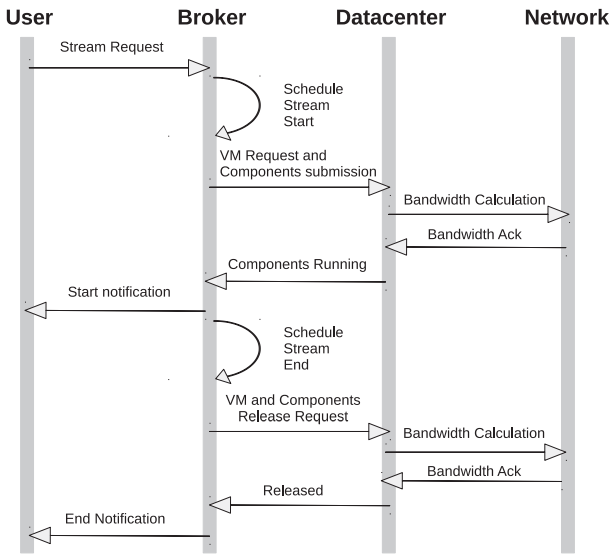 User Broker Datacenter Network
Stream Request
Schedule
Stream
Start
VM Request and
Components submission
Bandwidth Calculation
Bandwidth Ack
Components Running
Start notification
Schedule
Stream
End
VM and Components
Release Request
Bandwidth Calculation
Bandwidth Ack
Released
End Notification